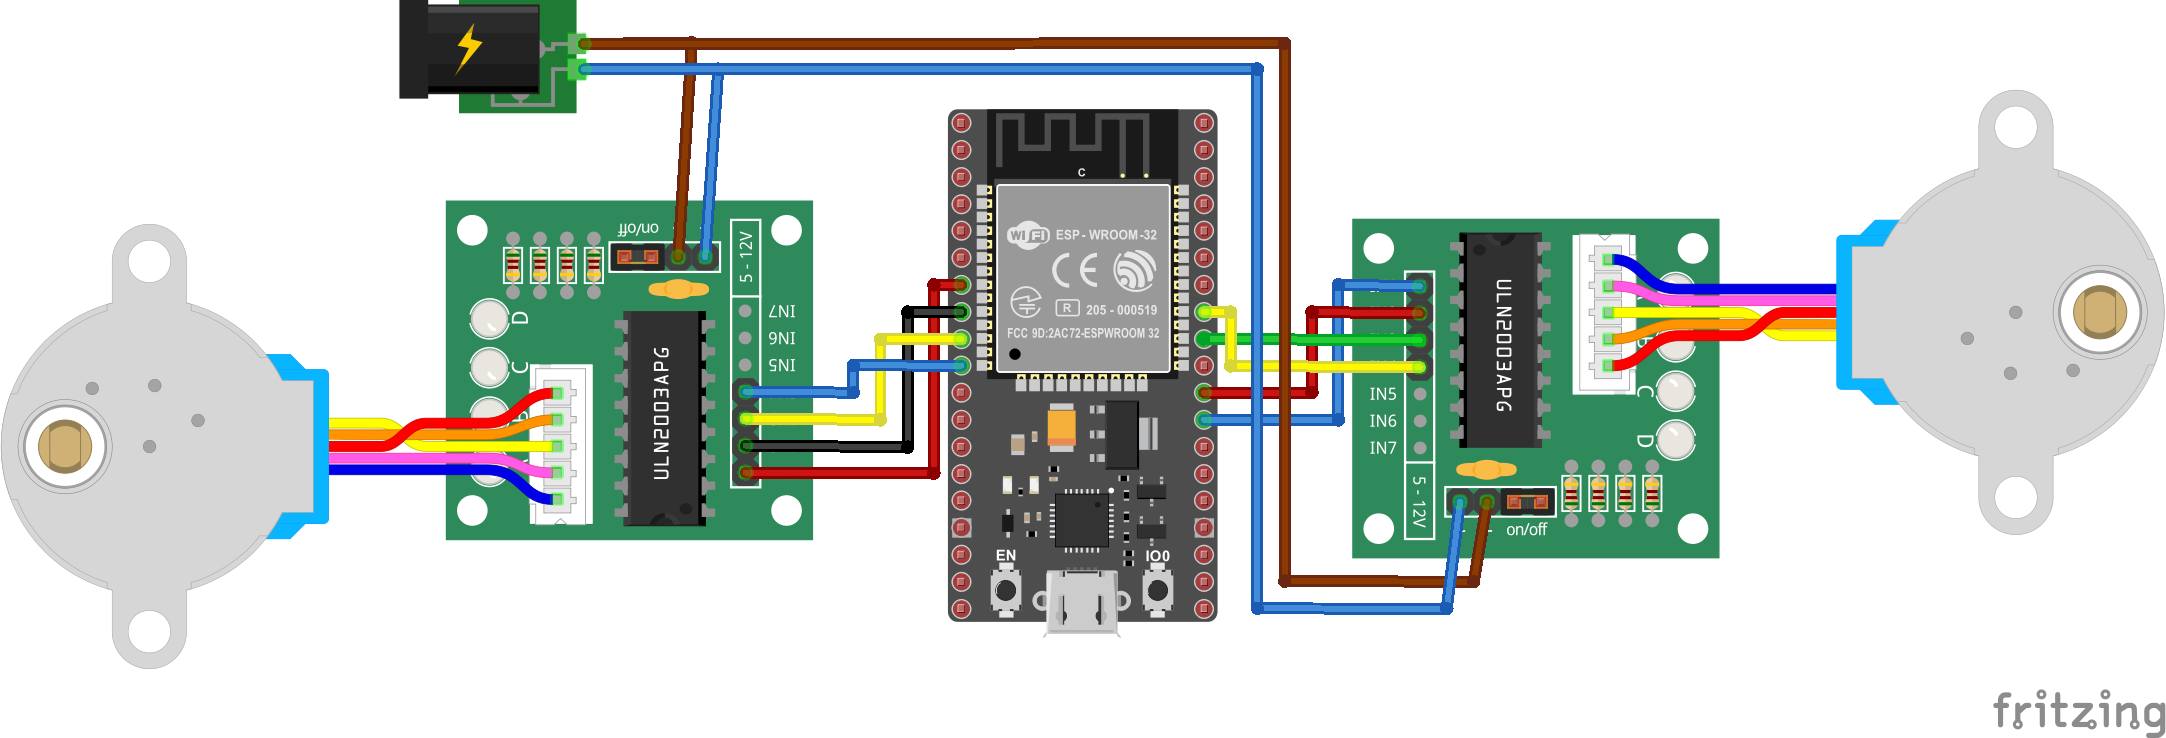 on/off
5 - 12V
IN7
IN6
IN5
D
C
ULN2003APG
C
WiFi ESP - WROOM -32
CE
R 205 - 000519
FCC 9D:2AC72-ESPWROOM 32
EN
IO0
ULN2003APG
IN5
IN6
IN7
5 - 12V
on/off
C
D
fritzing